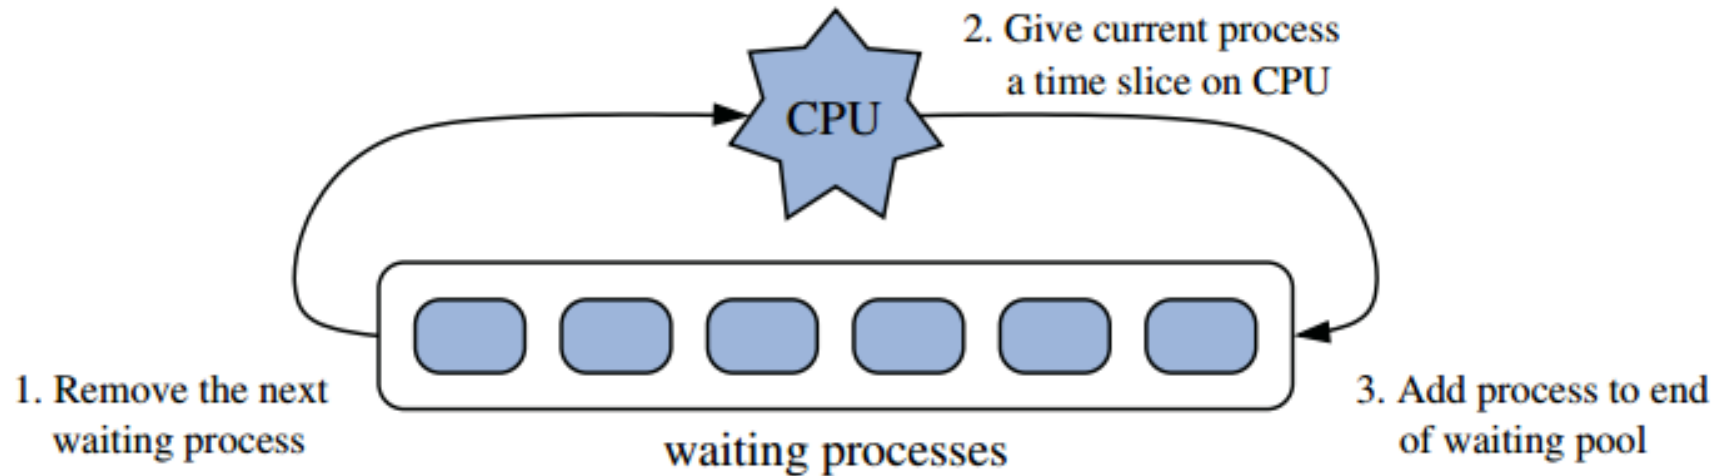 2. Give current process
a time slice on CPU
CPU
1. Remove the next
waiting process
waiting processes
3. Add process to end
of waiting pool